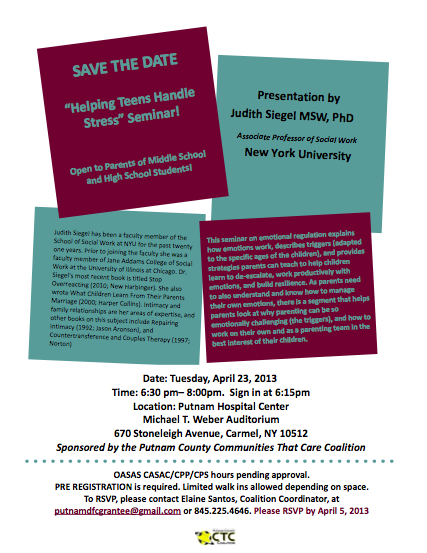 SAVE THE DATE
"Helping Teens Handle
Stress" Seminar!
Open to Parents of Middle School
and High School Students!
Presentation by
Judith Siegel MSW, PhD
Associate Professor of Social Work
New York University
Judith Siegel has been a faculty member of the
School of Social Work at NYU for the past twenty
one years. Prior to joining the faculty she was a
faculty member of Jane Addams College of Social
Work at the University of Illinois at Chicago. Dr.
Siegel's most recent book is titled Stop
Overreacting (2010; New Harbinger). She also
wrote What Children Learn From Their Parents
Marriage (2000; Harper Collins). Intimacy and
family relationships are her areas of expertise, and
other books on this subject include Repairing
Intimacy (1992; Jason Aronson), and
Countertransference and Couples Therapy (1997;
Norton)
This seminar on emotional regulation explains
how emotions work, describes triggers (adapted
to the specific ages of the children), and provides
strategies parents can teach to help children
learn to de-escalate, work productively with
emotions, and build resilience. As parents need
to also understand and know how to manage
their own emotions, there is a segment that helps
parents look at why parenting can be so
emotionally challenging (the triggers), and how to
work on their own and as a parenting team in the
best interest of their children.
Date: Tuesday, April 23, 2013
Time: 6:30 pm– 8:00pm. Sign in at 6:15pm
Location: Putnam Hospital Center
Michael T. Weber Auditorium
670 Stoneleigh Avenue, Carmel, NY 10512
Sponsored by the Putnam County Communities That Care Coalition
OASAS CASAC/CPP/CPS hours pending approval.
PRE REGISTRATION is required. Limited walk ins allowed depending on space.
To RSVP, please contact Elaine Santos, Coalition Coordinator, at
putnamdfcgrantee@gmail.com or 845.225.4646. Please RSVP by April 5, 2013
CTC